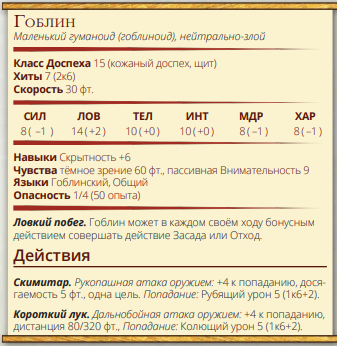 Гоблин
Маленький гуманоид (гоблиноид), нейтрально-злой
Класс Доспеха 15 (кожаный доспех, щит)
Хиты 7 (2к6)
Скорость 30 фт.
СИЛ ЛОВ ТЕЛ ИНТ МДР ХАР
8 ( –1 ) 14 (+2 ) 10 (+0 ) 10 (+0 ) 8 ( –1 ) 8 ( –1 )
Навыки Скрытность +6
Чувства тёмное зрение 60 фт., пассивная Внимательность 9
Языки Гоблинский, Общий
Опасность 1/4 (50 опыта)
Ловкий побег. Гоблин может в каждом своём ходу бонусным
действием совершать действие Засада или Отход.
Действия
Скимитар. Рукопашная атака оружием: +4 к попаданию, дося-
гаемость 5 фт., одна цель. Попадание: Рубящий урон 5 (1к6+2).
Короткий лук. Дальнобойная атака оружием: +4 к попаданию,
дистанция 80/320 фт., Попадание: Колющий урон 5 (1к6+2).